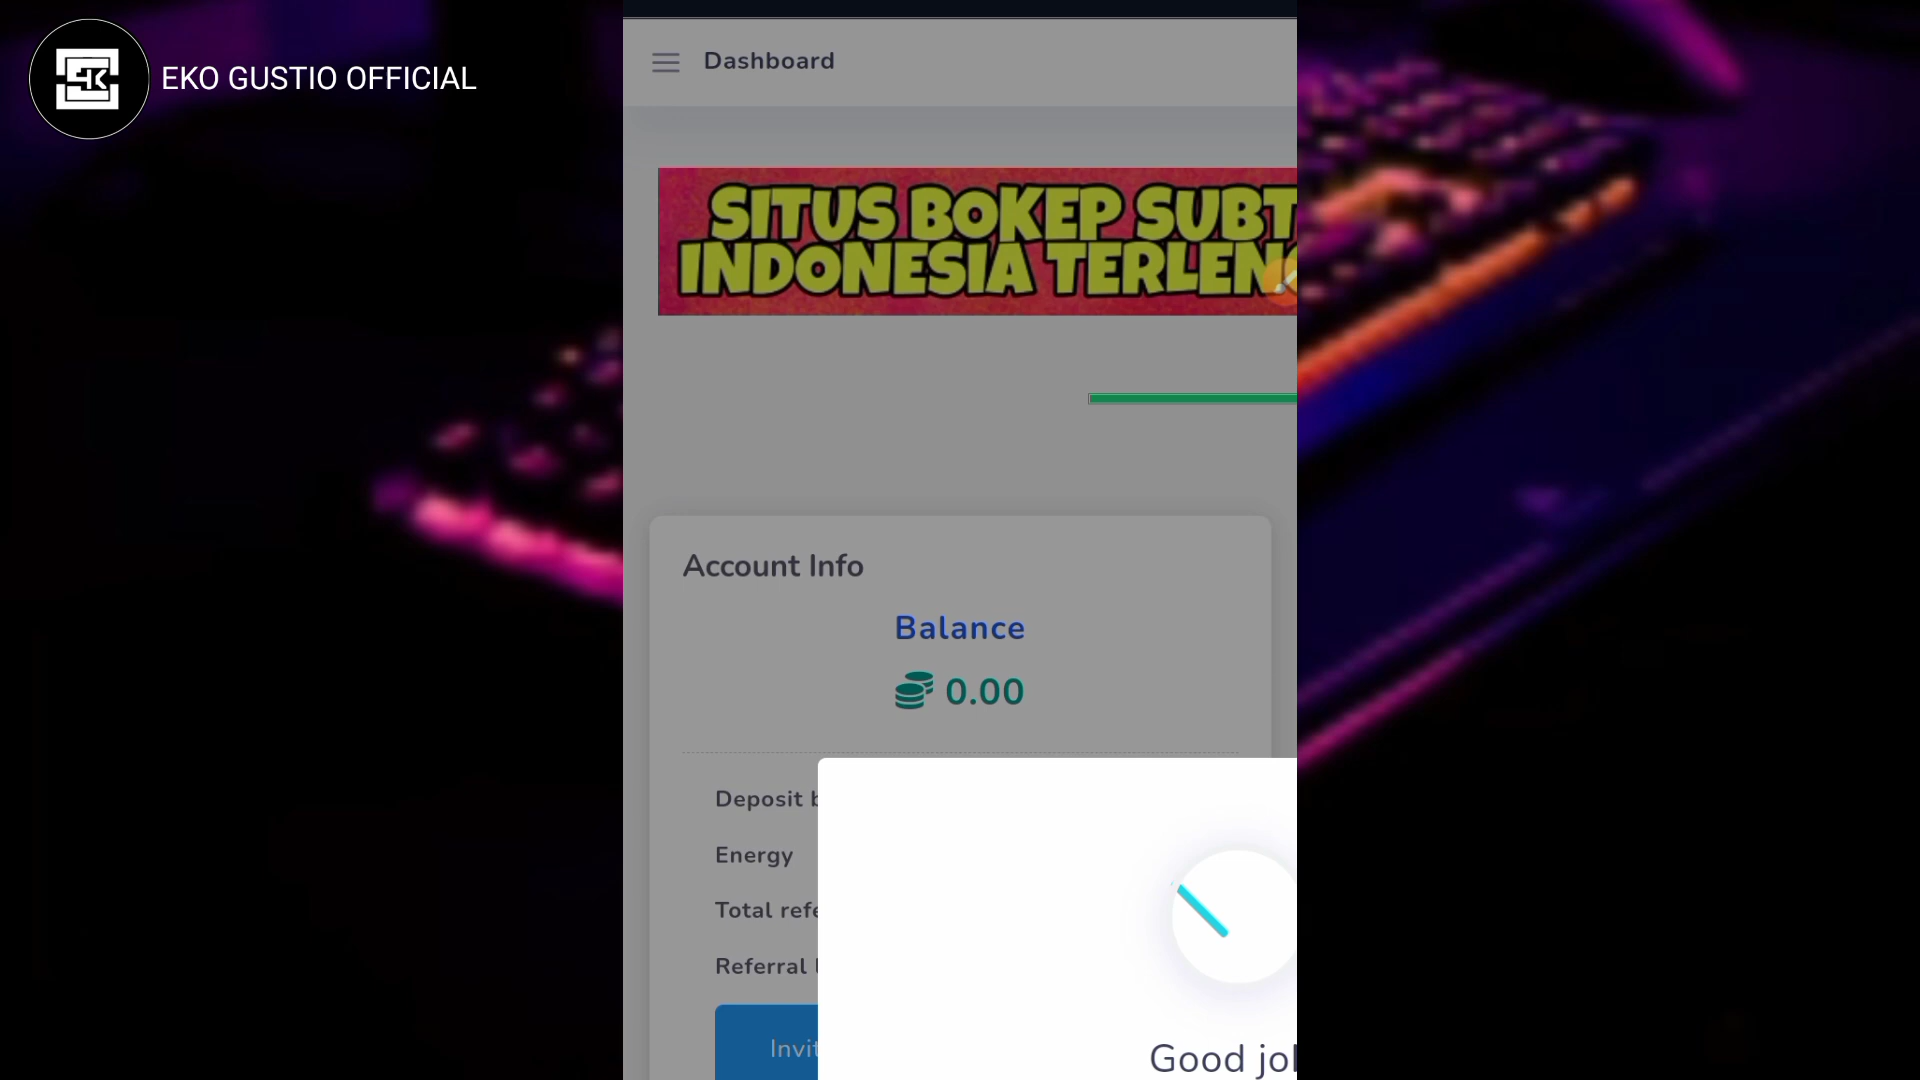 EKO GUSTIO OFFICIAL
Dashboard
SITUS BOKEP SUBT
INDONESIA TERLEN
Account Info
Balance
0.00
Deposit
Energy
Total refe
Referral
Invit
Good jo